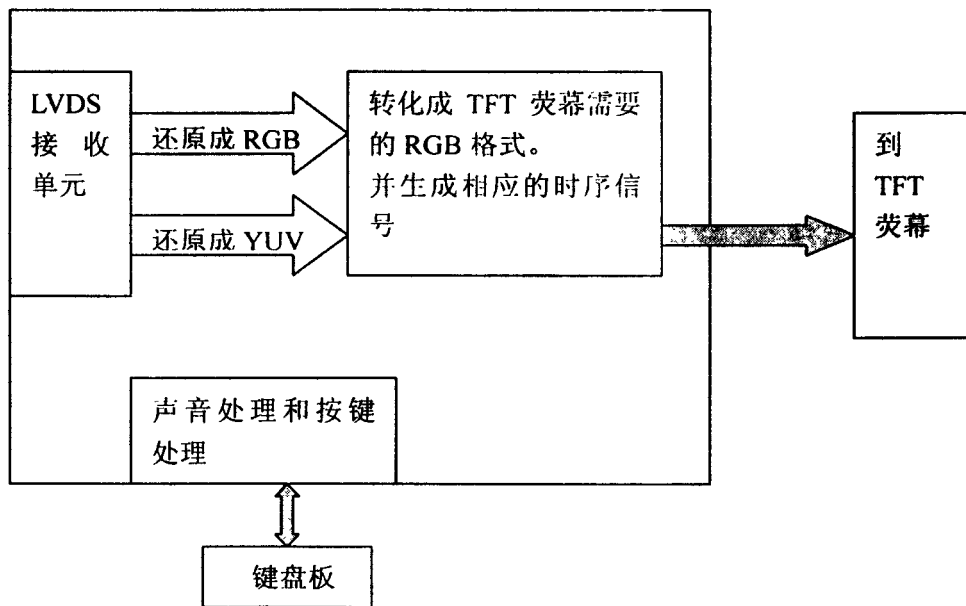 LVDS
接收
单元
还原成 RGB
还原成 YUV
转化成 TFT 荧幕需要
的 RGB 格式。
并生成相应的时序信
号
到
TFT
荧幕
声音处理和按键
处理
键盘板